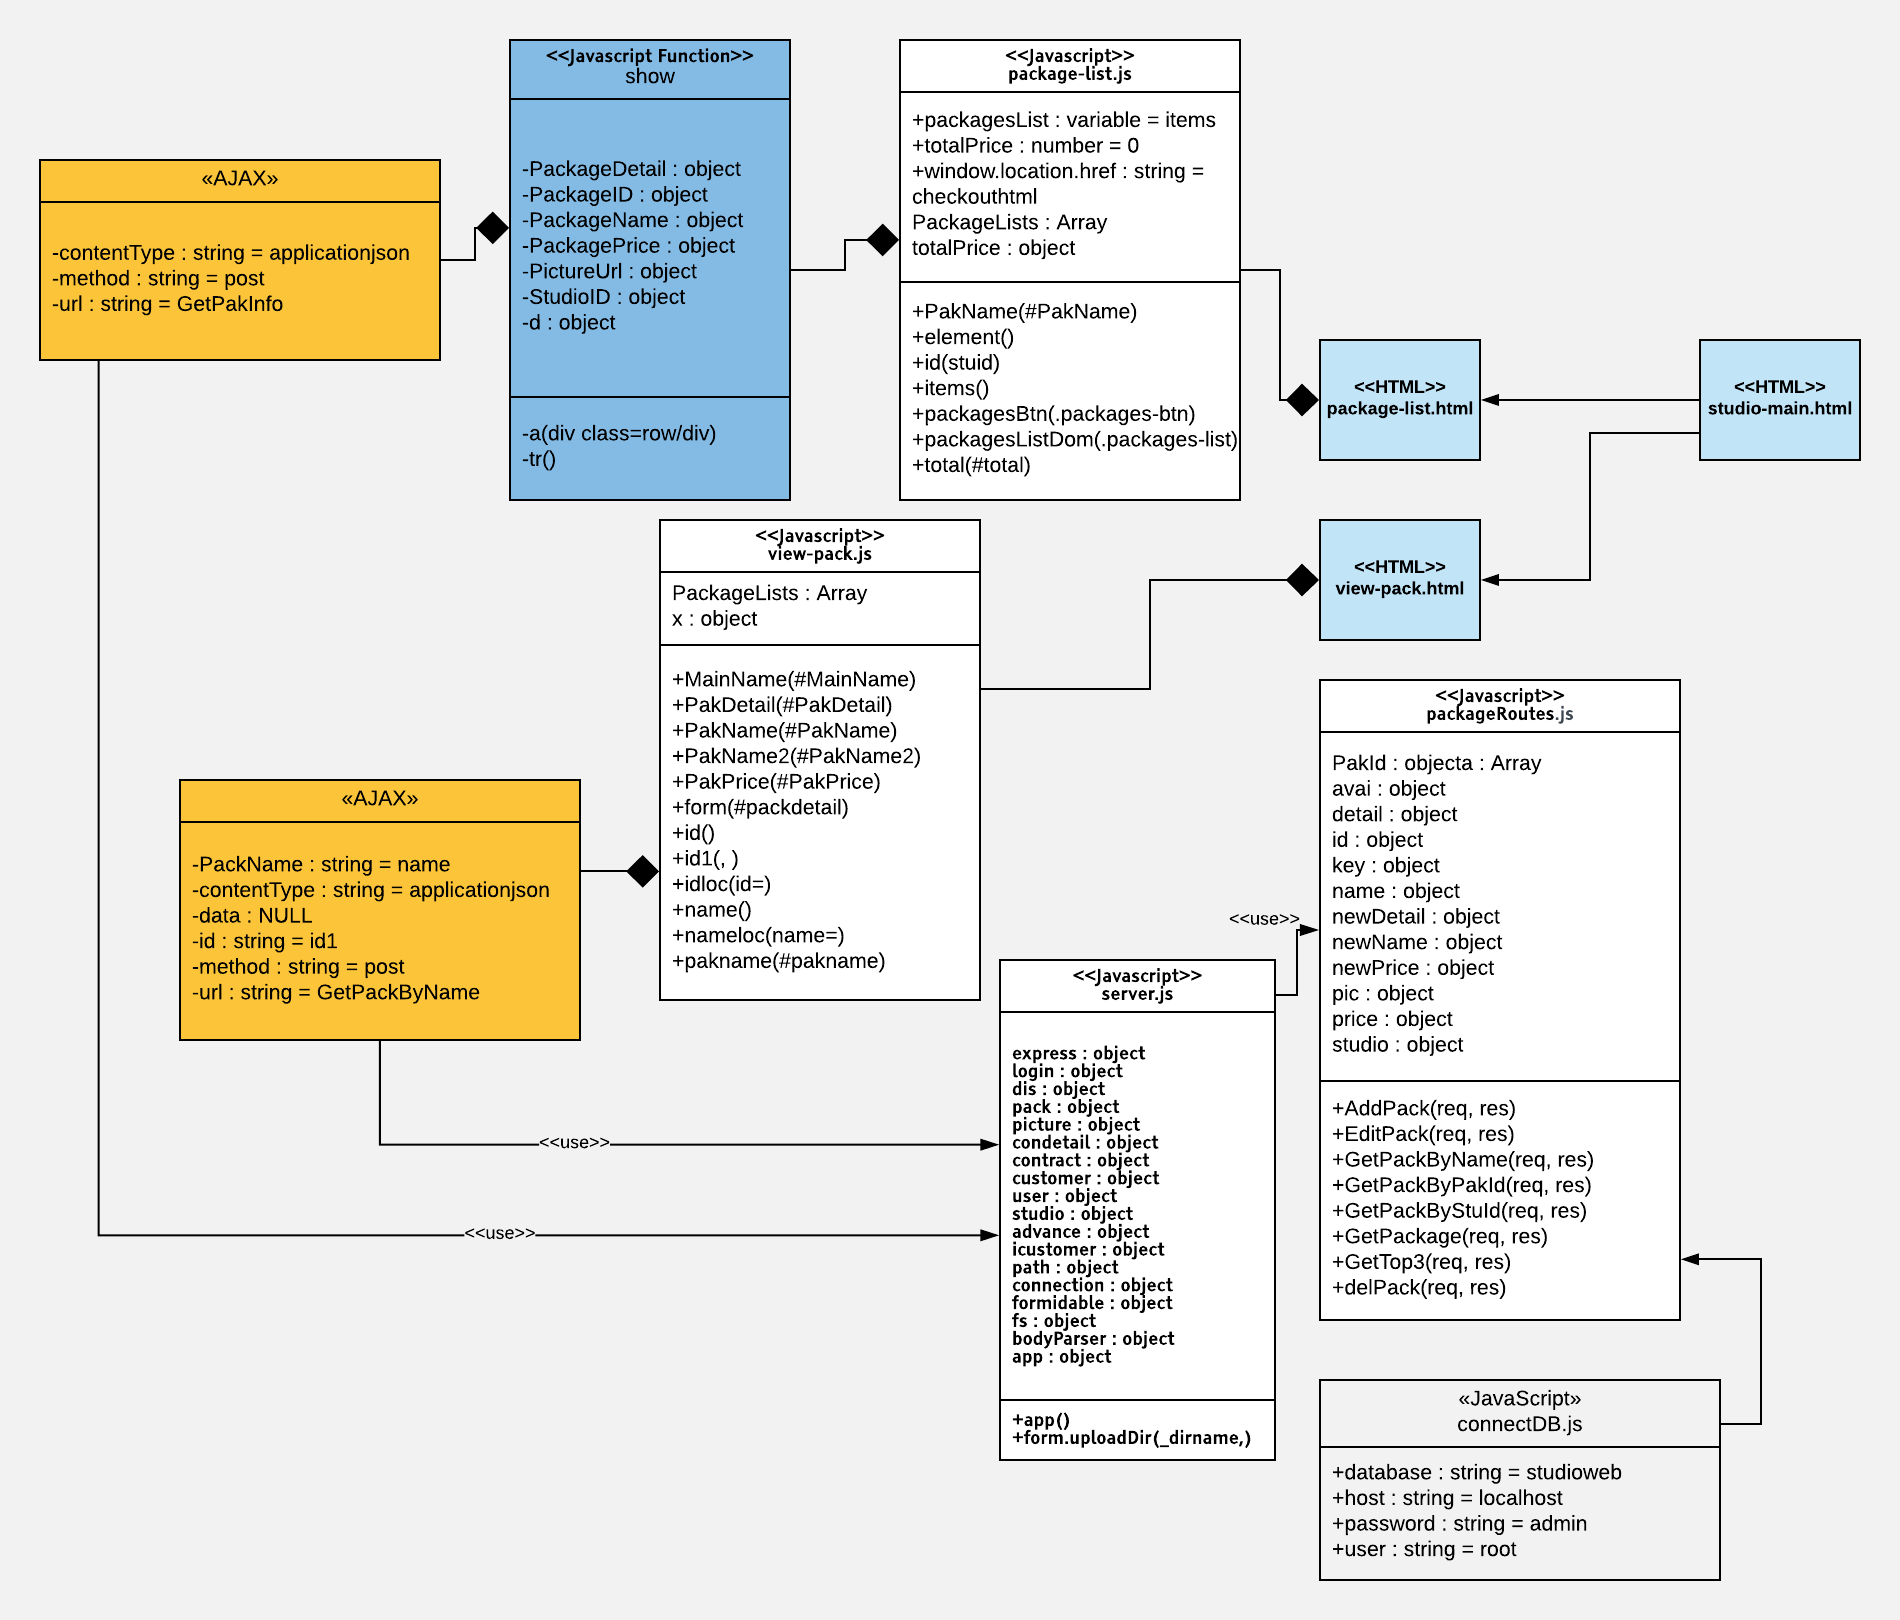 <<Javascript Function>>
show
-PackageDetail : object
-PackageID : object
-PackageName : object
-PackagePrice : object
-PictureUrl : object
-StudioID : object
-d : object
-a(div class=row/div)
-tr()
<<Javascript>>
package-list.js
+packagesList : variable = items
+totalPrice : number = 0
+window.location.href : string =
checkouthtml
PackageLists : Array
totalPrice : object
+PakName(#PakName)
+element()
+id(stuid)
+items()
+packagesBtn(.packages-btn)
+packagesListDom(.packages-list)
+total(#total)
«AJAX»
-contentType : string = applicationjson
-method : string = post
-url : string = GetPakInfo
<<HTML>>
package-list.html
<<HTML>>
studio-main.html
<<HTML>>
view-pack.html
<<Javascript>>
view-pack.js
PackageLists : Array
x : object
+MainName(#MainName)
+PakDetail(#PakDetail)
+PakName(#PakName)
+PakName2(#PakName2)
+PakPrice(#PakPrice)
+form(#packdetail)
+id()
+id1(, )
+idloc(id=)
+name()
+nameloc(name=)
+pakname(#pakname)
«AJAX»
-PackName : string = name
-contentType : string = applicationjson
-data : NULL
-id : string = id1
-method : string = post
-url : string = GetPackByName
<<Javascript>>
packageRoutes.js
PakId : objecta : Array
avai : object
detail : object
id : object
key : object
name : object
newDetail : object
newName : object
newPrice : object
pic : object
price : object
studio : object
+AddPack(req, res)
+EditPack(req, res)
+GetPackByName(req, res)
+GetPackByPakId(req, res)
+GetPackByStuId(req, res)
+GetPackage(req, res)
+GetTop3(req, res)
+delPack(req, res)
<<use>>
<<Javascript>>
server.js
express : object
login : object
dis : object
pack : object
picture : object
condetail : object
contract : object
customer : object
user : object
studio : object
advance : object
icustomer : object
path : object
connection : object
formidable : object
fs : object
bodyParser : object
app : object
+app()
+form.uploadDir(_dirname,)
<<use>>
<<use>>
«JavaScript»
connectDB.js
+database : string = studioweb
+host : string = localhost
+password : string = admin
+user : string = root